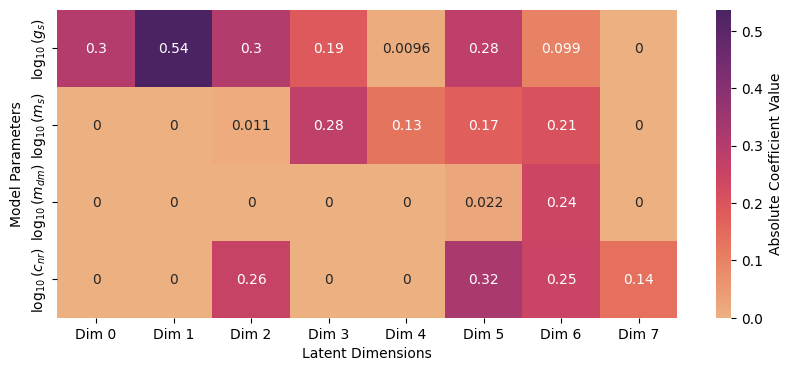 log₁₀ (gₛ) 0.3 0.54 0.3 0.19 0.0096 0.28 0.099 0
log₁₀ (mₛ) 0 0 0.011 0.28 0.13 0.17 0.21 0
log₁₀ (m_{dm}) 0 0 0 0 0 0.022 0.24 0
log₁₀ (c_{nr}) 0 0 0.26 0 0 0.32 0.25 0.14
Model Parameters
Dim 0 Dim 1 Dim 2 Dim 3 Dim 4 Dim 5 Dim 6 Dim 7
Latent Dimensions
0.5
0.4
0.3
0.2
0.1
0.0
Absolute Coefficient Value